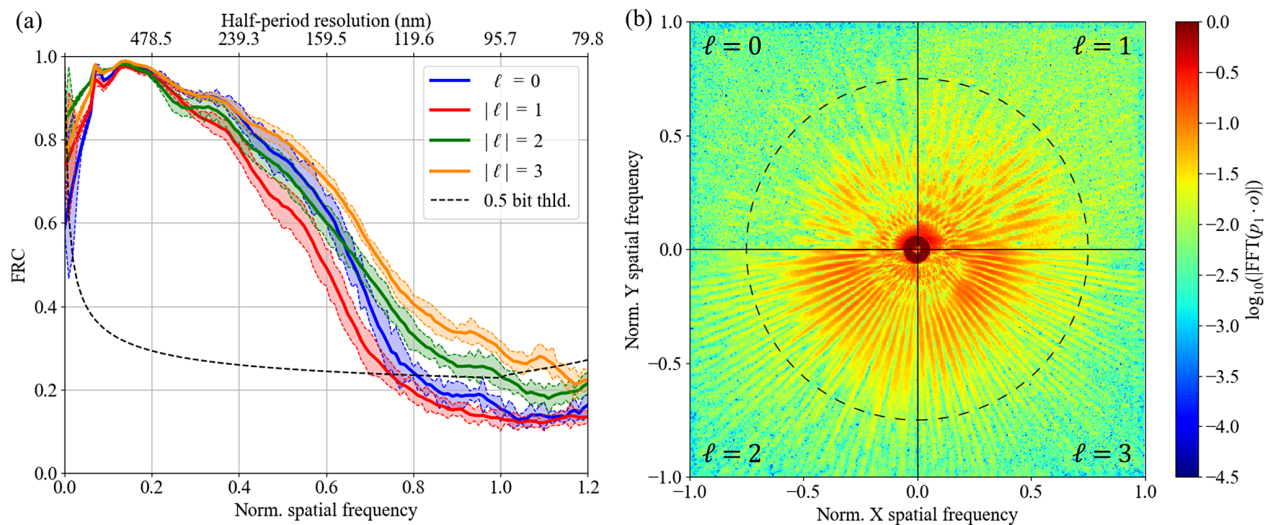 (a)
Half-period resolution (nm)
478.5 239.3 159.5 119.6 95.7 79.8
1.0
0.8
0.6
0.4
0.2
0.0
FRC
ℓ = 0
|ℓ| = 1
|ℓ| = 2
|ℓ| = 3
0.5 bit thld.
0.0 0.2 0.4 0.6 0.8 1.0 1.2
Norm. spatial frequency
(b)
1.0
0.5
0.0
−0.5
−1.0
Norm. Y spatial frequency
ℓ = 0 ℓ = 1
ℓ = 2 ℓ = 3
−1.0 −0.5 0.0 0.5 1.0
Norm. X spatial frequency
0.0
−0.5
−1.0
−1.5
−2.0
−2.5
−3.0
−3.5
−4.0
−4.5
log₁₀(|FFT(p₁ · o)|)